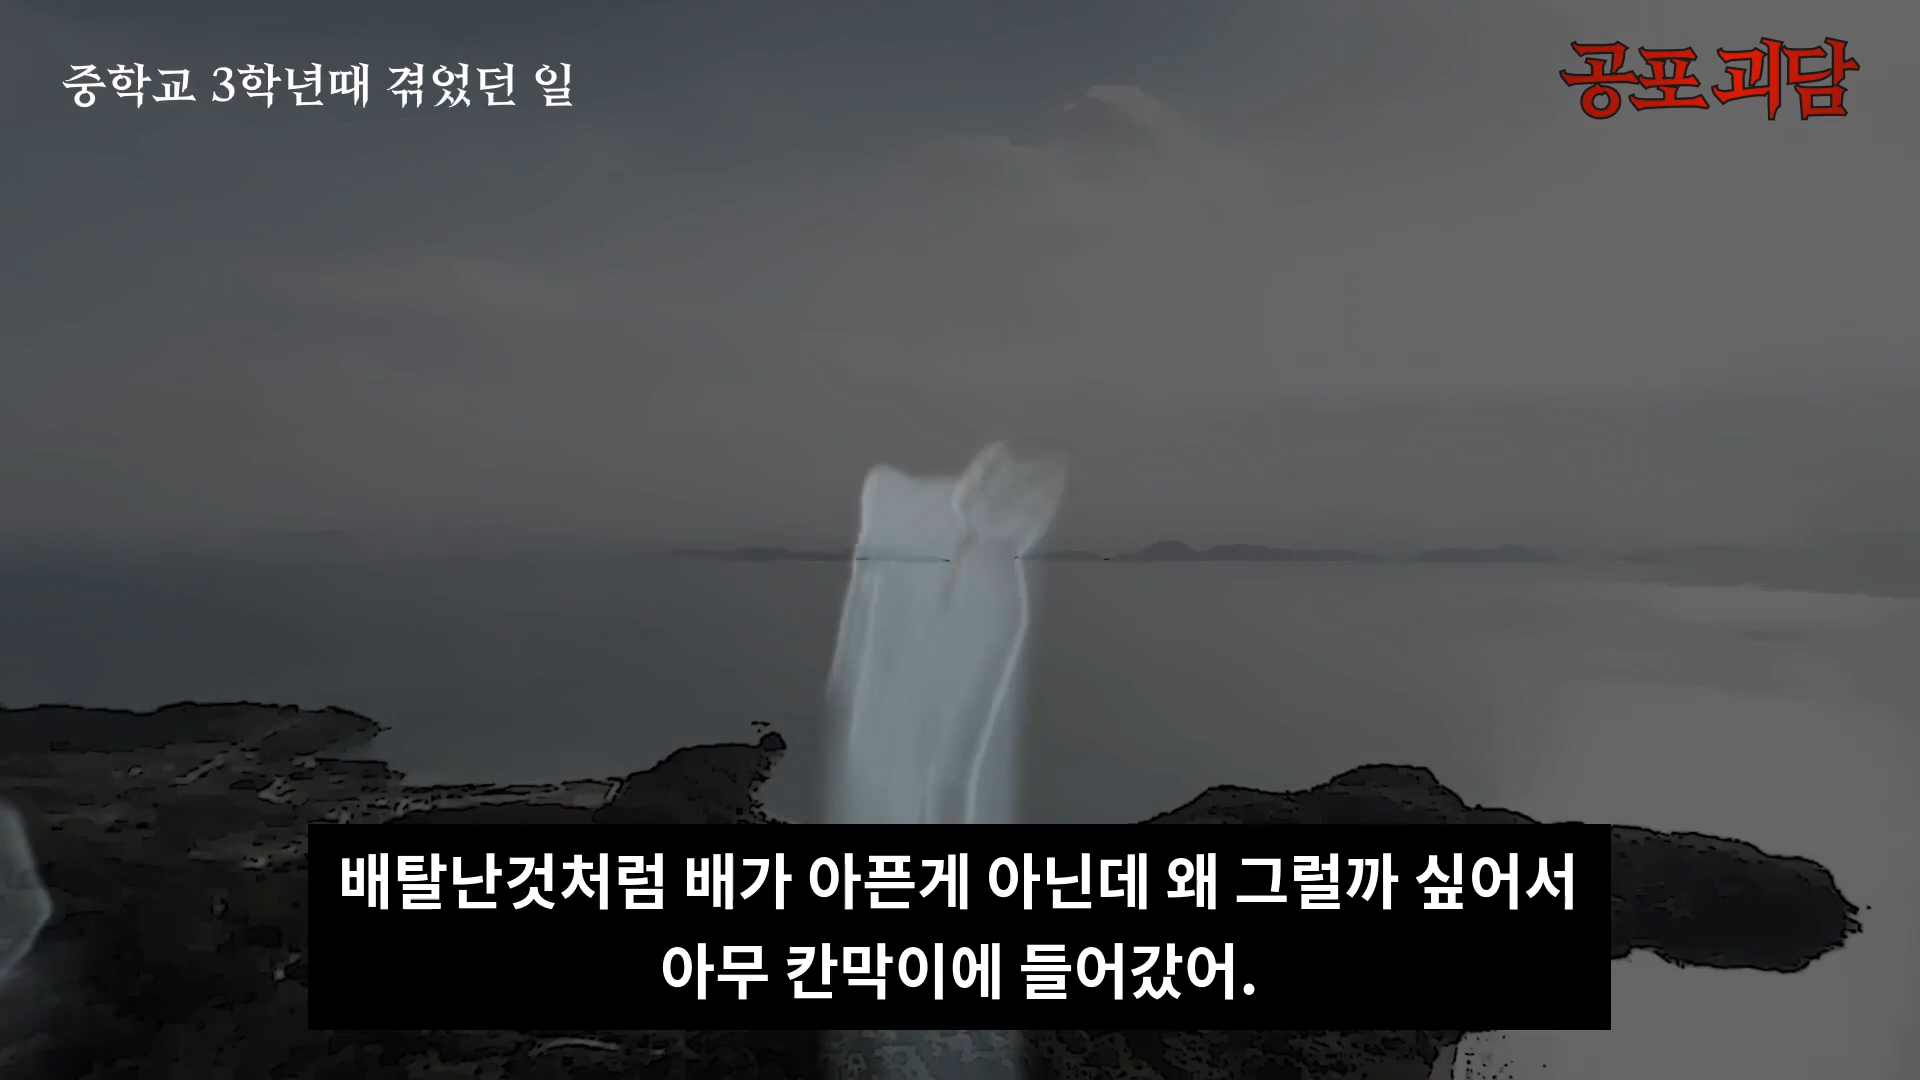 중학교 3학년때 겪었던 일
공포 괴담
배탈난것처럼 배가 아픈게 아닌데 왜 그럴까 싶어서
아무 칸막이에 들어갔어.